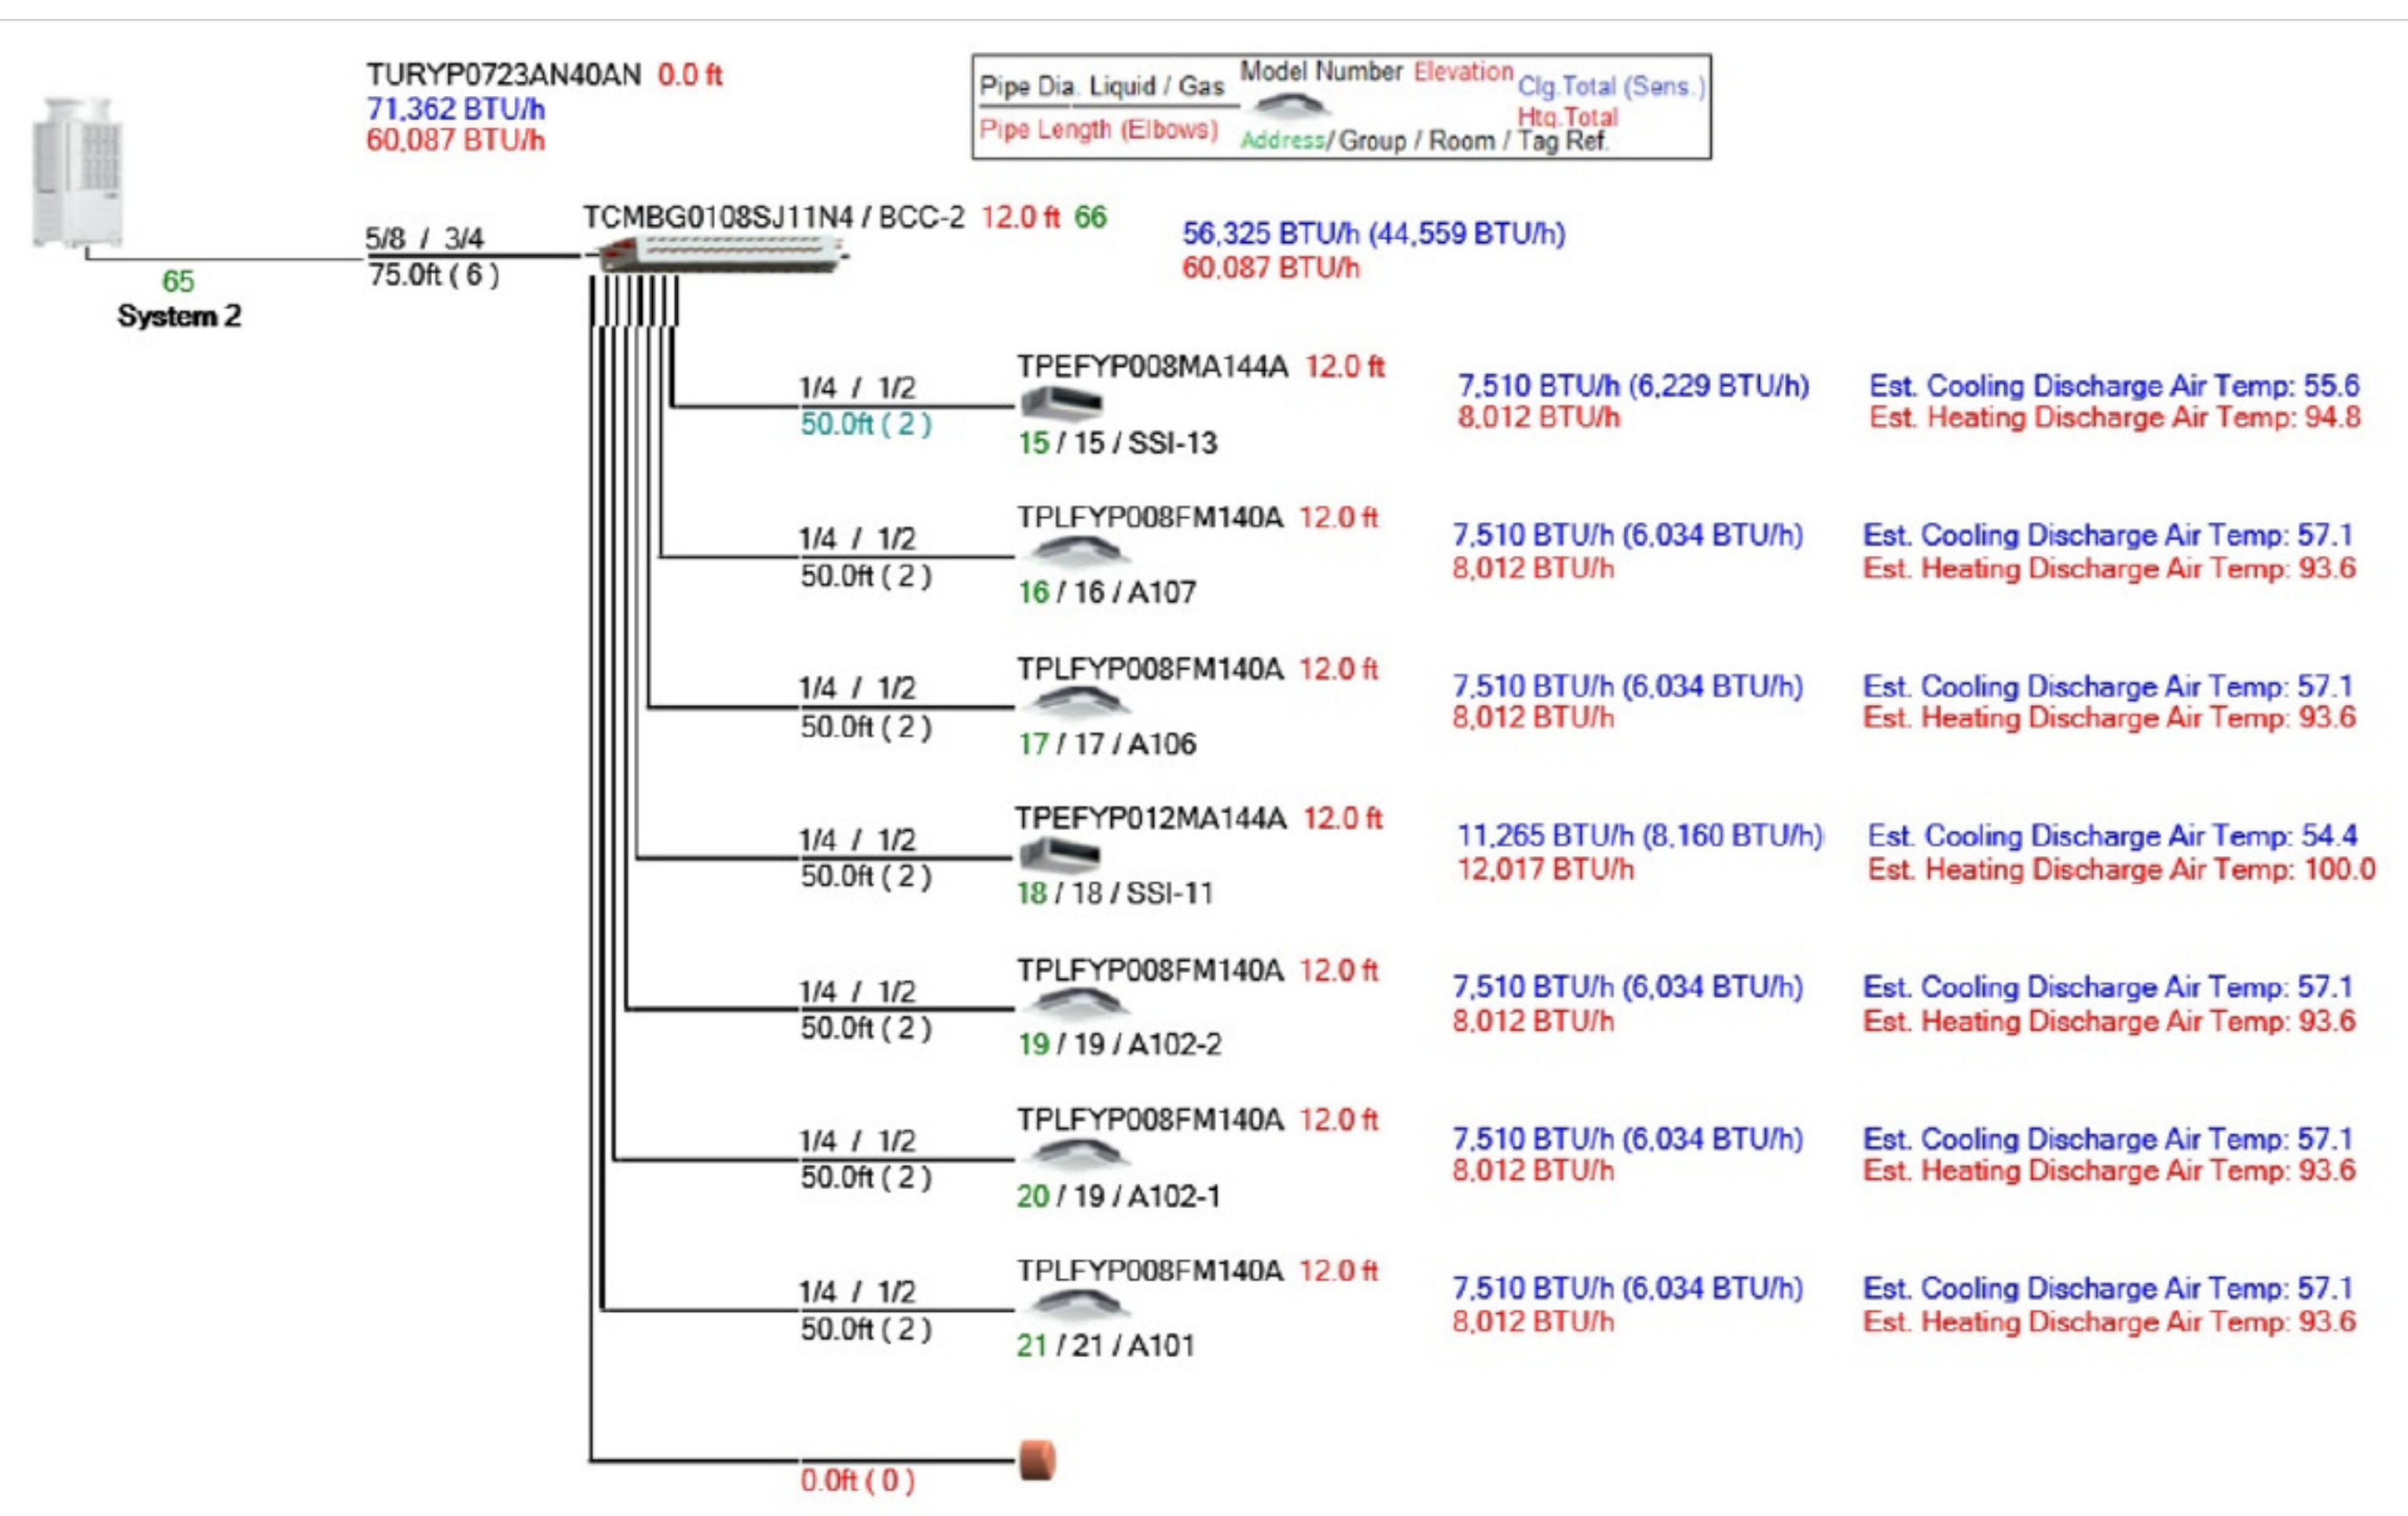 TURYP0723AN40AN 0.0 ft
71,362 BTU/h
60,087 BTU/h
Pipe Dia. Liquid / Gas
Pipe Length (Elbows)
Model Number Elevation
Clg.Total (Sens.)
Htg.Total
Address/ Group / Room / Tag Ref.
65
System 2
5/8 / 3/4
75.0ft ( 6 )
TCMBG0108SJ11N4 / BCC-2 12.0 ft 66
56,325 BTU/h (44,559 BTU/h)
60,087 BTU/h
1/4 / 1/2
50.0ft ( 2 )
TPEFYP008MA144A 12.0 ft
15 / 15 / SSI-13
7,510 BTU/h (6,229 BTU/h)
8,012 BTU/h
Est. Cooling Discharge Air Temp: 55.6
Est. Heating Discharge Air Temp: 94.8
1/4 / 1/2
50.0ft ( 2 )
TPLFYP008FM140A 12.0 ft
16 / 16 / A107
7,510 BTU/h (6,034 BTU/h)
8,012 BTU/h
Est. Cooling Discharge Air Temp: 57.1
Est. Heating Discharge Air Temp: 93.6
1/4 / 1/2
50.0ft ( 2 )
TPLFYP008FM140A 12.0 ft
17 / 17 / A106
7,510 BTU/h (6,034 BTU/h)
8,012 BTU/h
Est. Cooling Discharge Air Temp: 57.1
Est. Heating Discharge Air Temp: 93.6
1/4 / 1/2
50.0ft ( 2 )
TPEFYP012MA144A 12.0 ft
18 / 18 / SSI-11
11,265 BTU/h (8,160 BTU/h)
12,017 BTU/h
Est. Cooling Discharge Air Temp: 54.4
Est. Heating Discharge Air Temp: 100.0
1/4 / 1/2
50.0ft ( 2 )
TPLFYP008FM140A 12.0 ft
19 / 19 / A102-2
7,510 BTU/h (6,034 BTU/h)
8,012 BTU/h
Est. Cooling Discharge Air Temp: 57.1
Est. Heating Discharge Air Temp: 93.6
1/4 / 1/2
50.0ft ( 2 )
TPLFYP008FM140A 12.0 ft
20 / 19 / A102-1
7,510 BTU/h (6,034 BTU/h)
8,012 BTU/h
Est. Cooling Discharge Air Temp: 57.1
Est. Heating Discharge Air Temp: 93.6
1/4 / 1/2
50.0ft ( 2 )
TPLFYP008FM140A 12.0 ft
21 / 21 / A101
7,510 BTU/h (6,034 BTU/h)
8,012 BTU/h
Est. Cooling Discharge Air Temp: 57.1
Est. Heating Discharge Air Temp: 93.6
0.0ft ( 0 )